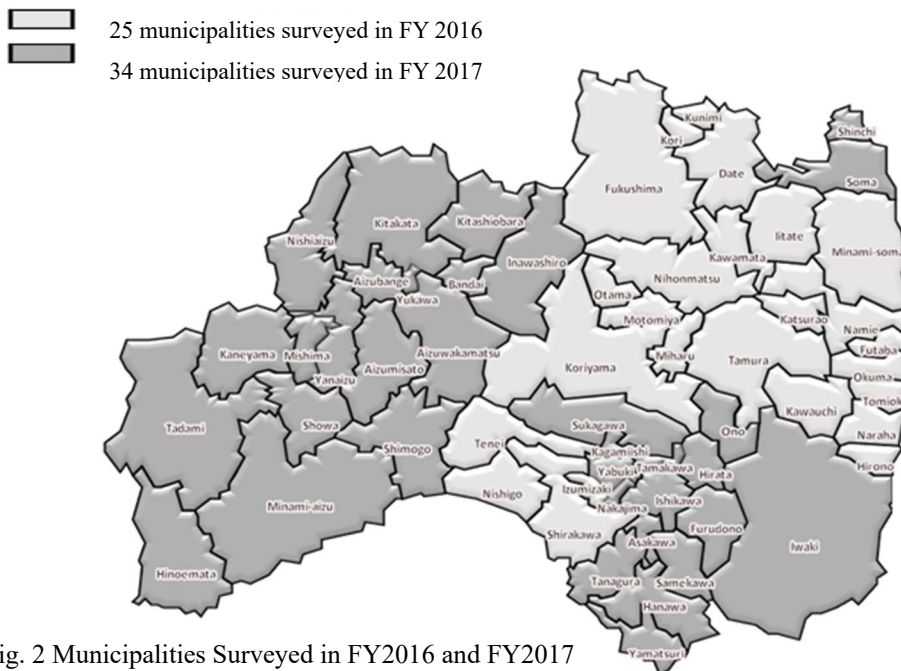 25 municipalities surveyed in FY 2016
34 municipalities surveyed in FY 2017
Kunimi
Shinchi
Kori
Date
Soma
Fukushima
Kitakata
Kitashiobara
Nishiaizu
Iitate
Minami-soma
Kawamata
Inawashiro
Nihonmatsu
Aizubange
Bandai
Yukawa
Otama
Motomiya
Katsurao
Namie
Kaneyama
Mishima
Aizuwakamatsu
Futaba
Miharu
Tamura
Koriyama
Aizumisato
Yanaizu
Okuma
Tomiok
Kawauchi
Tadami
Showa
Sukagawa
Ono
Naraha
Tenei
Shimogo
Kagamiishi
Hirono
Yabuki
Tamakawa
Hirata
Nishigo
Izumizaki
Ishikawa
Minami-aizu
Nakajima
Furudono
Shirakawa
Asakawa
Iwaki
Hinoemata
Tanagura
Samekawa
Hanawa
Yamatsuri
ig. 2 Municipalities Surveyed in FY2016 and FY2017